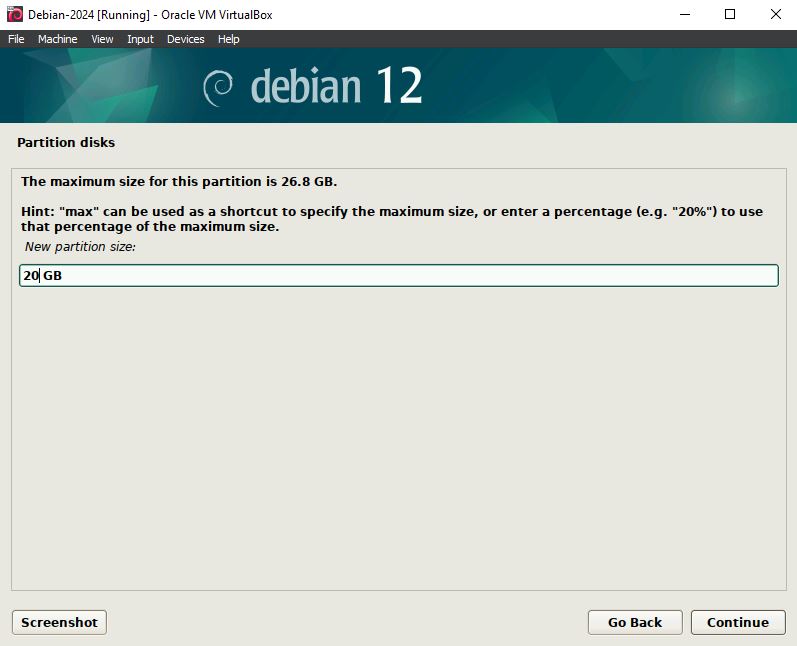 Debian-2024 [Running] - Oracle VM VirtualBox
File Machine View Input Devices Help
debian 12
Partition disks
The maximum size for this partition is 26.8 GB.
Hint: "max" can be used as a shortcut to specify the maximum size, or enter a percentage (e.g. "20%") to use
that percentage of the maximum size.
New partition size:
20 GB
Screenshot Go Back Continue